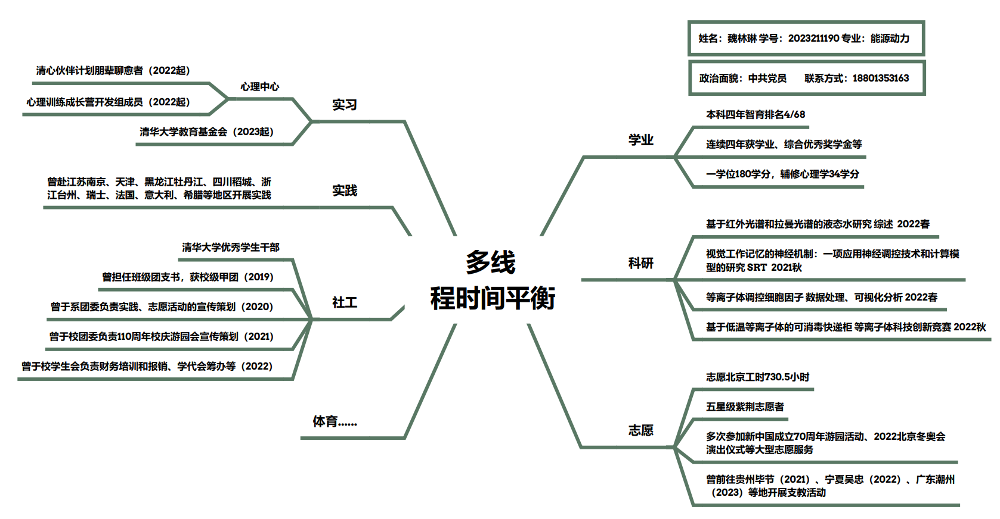 姓名：魏林琳 学号：2023211190 专业：能源动力
政治面貌：中共党员 联系方式：18801353163
多线
程时间平衡
实习
心理中心
清心伙伴计划朋辈聊愈者（2022起）
心理训练成长营开发组成员（2022起）
清华大学教育基金会（2023起）
实践
曾赴江苏南京、天津、黑龙江牡丹江、四川稻城、浙
江台州、瑞士、法国、意大利、希腊等地区开展实践
社工
清华大学优秀学生干部
曾担任班级团支书，获校级甲团（2019）
曾于系团委负责实践、志愿活动的宣传策划（2020）
曾于校团委负责110周年校庆游园会宣传策划（2021）
曾于校学生会负责财务培训和报销、学代会筹办等（2022）
体育......
学业
本科四年智育排名4/68
连续四年获学业、综合优秀奖学金等
一学位180学分，辅修心理学34学分
科研
基于红外光谱和拉曼光谱的液态水研究 综述 2022春
视觉工作记忆的神经机制：一项应用神经调控技术和计算模
型的研究 SRT 2021秋
等离子体调控细胞因子 数据处理、可视化分析 2022春
基于低温等离子体的可消毒快递柜 等离子体科技创新竞赛 2022秋
志愿
志愿北京工时730.5小时
五星级紫荆志愿者
多次参加新中国成立70周年游园活动、2022北京冬奥会
演出仪式等大型志愿服务
曾前往贵州毕节（2021）、宁夏吴忠（2022）、广东潮州
（2023）等地开展支教活动